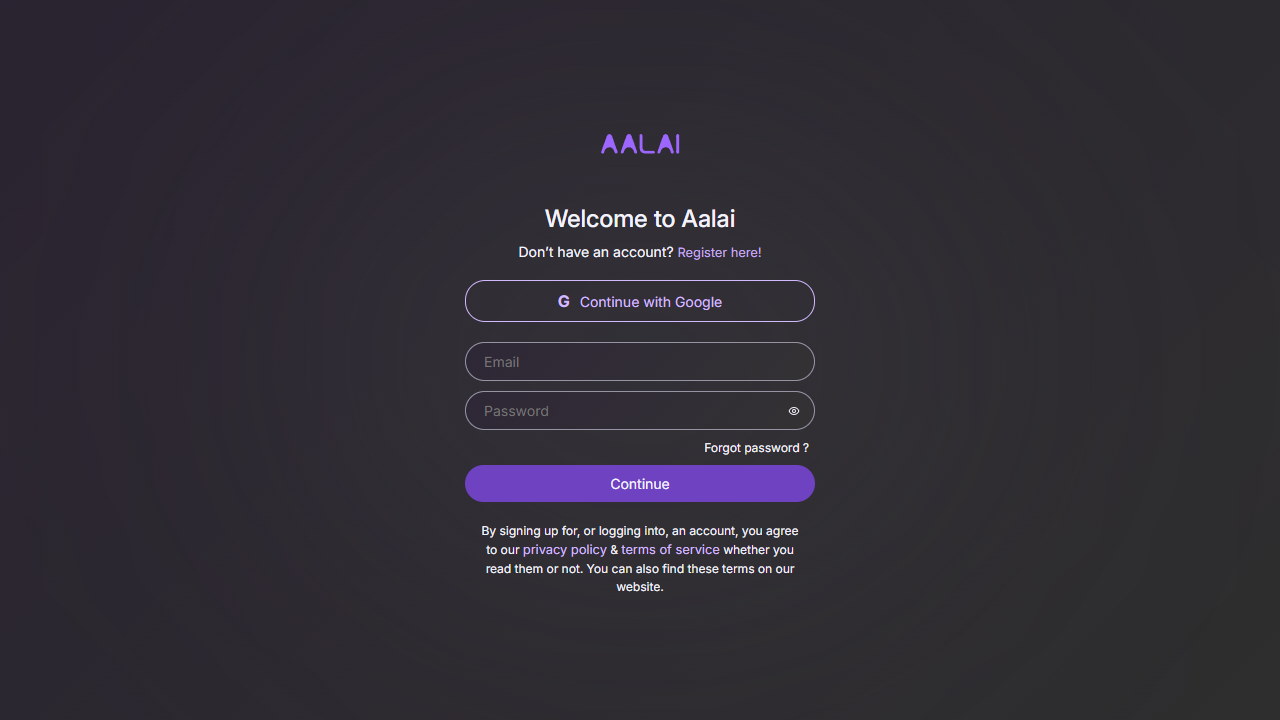 AALAI
Welcome to Aalai
Don't have an account? Register here!
G Continue with Google
Email
Password
Forgot password ?
Continue
By signing up for, or logging into, an account, you agree
to our privacy policy & terms of service whether you
read them or not. You can also find these terms on our
website.